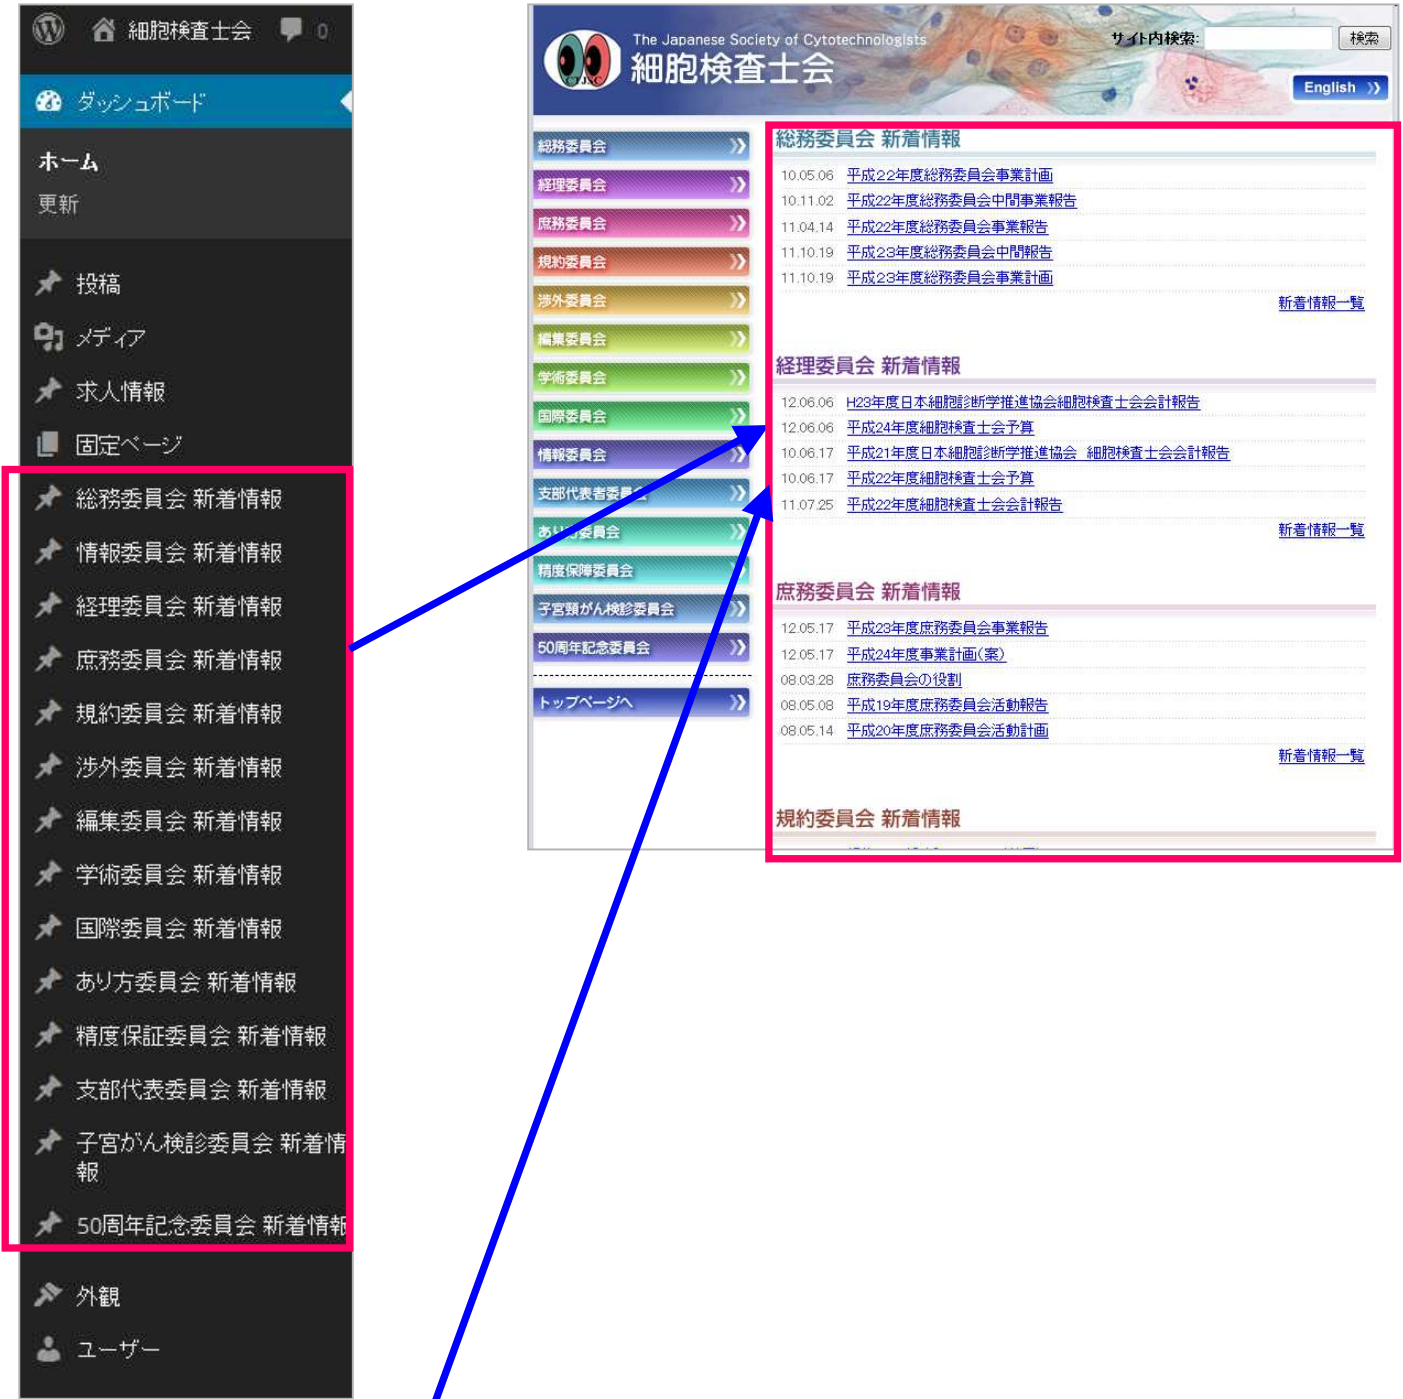 細胞検査士会 0
ダッシュボード
ホーム
更新
投稿
メディア
求人情報
固定ページ
総務委員会 新着情報
情報委員会 新着情報
経理委員会 新着情報
庶務委員会 新着情報
規約委員会 新着情報
渉外委員会 新着情報
編集委員会 新着情報
学術委員会 新着情報
国際委員会 新着情報
あり方委員会 新着情報
精度保証委員会 新着情報
支部代表委員会 新着情報
子宮がん検診委員会 新着情
報
50周年記念委員会 新着情報
外観
ユーザー
The Japanese Society of Cytotechnologists
細胞検査士会
サイト内検索:
検索
English
総務委員会
経理委員会
庶務委員会
規約委員会
渉外委員会
編集委員会
学術委員会
国際委員会
情報委員会
支部代表者委員会
あり方委員会
精度保障委員会
子宮頸がん検診委員会
50周年記念委員会
トップページへ
総務委員会 新着情報
10.05.06 平成22年度総務委員会事業計画
10.11.02 平成22年度総務委員会中間事業報告
11.04.14 平成22年度総務委員会事業報告
11.10.19 平成23年度総務委員会中間報告
11.10.19 平成23年度総務委員会事業計画
新着情報一覧
経理委員会 新着情報
12.06.06 H23年度日本細胞診断学推進協会細胞検査士会会計報告
12.06.06 平成24年度細胞検査士会予算
10.06.17 平成21年度日本細胞診断学推進協会 細胞検査士会会計報告
10.06.17 平成22年度細胞検査士会予算
11.07.25 平成22年度細胞検査士会会計報告
新着情報一覧
庶務委員会 新着情報
12.05.17 平成23年度庶務委員会事業報告
12.05.17 平成24年度事業計画(案)
08.03.28 庶務委員会の役割
08.05.08 平成19年度庶務委員会活動報告
08.05.14 平成20年度庶務委員会活動計画
新着情報一覧
規約委員会 新着情報